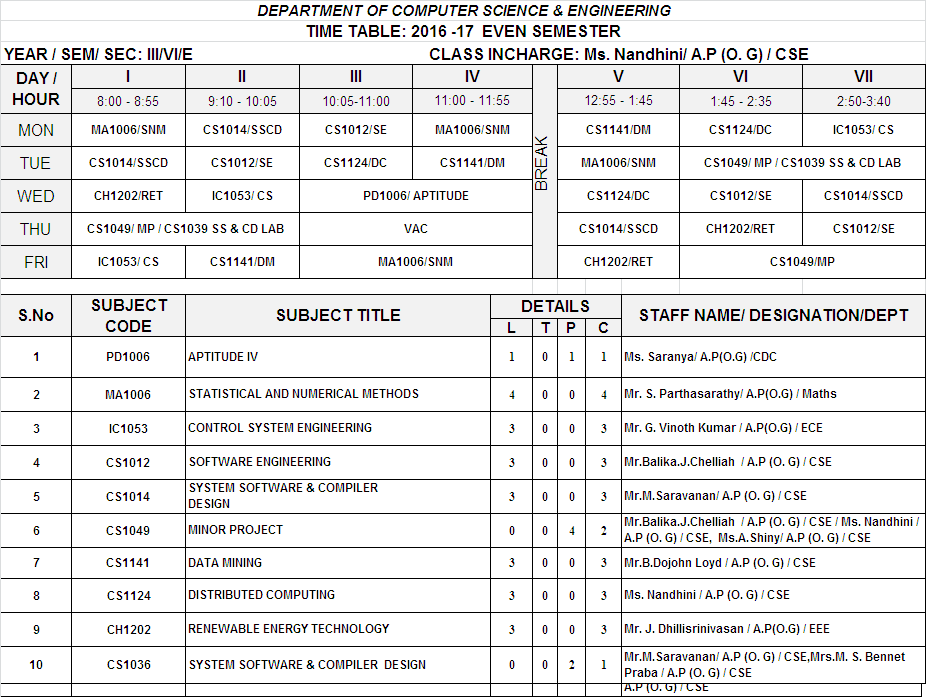 DEPARTMENT OF COMPUTER SCIENCE & ENGINEERING
TIME TABLE: 2016 -17 EVEN SEMESTER
YEAR / SEM/ SEC: III/VI/E CLASS INCHARGE: Ms. Nandhini/ A.P (O. G) / CSE
DAY / HOUR I II III IV BREAK V VI VII
8:00 - 8:55 9:10 - 10:05 10:05-11:00 11:00 - 11:55 12:55 - 1:45 1:45 - 2:35 2:50-3:40
MON MA1006/SNM CS1014/SSCD CS1012/SE MA1006/SNM CS1141/DM CS1124/DC IC1053/ CS
TUE CS1014/SSCD CS1012/SE CS1124/DC CS1141/DM MA1006/SNM CS1049/ MP / CS1039 SS & CD LAB
WED CH1202/RET IC1053/ CS PD1006/ APTITUDE CS1124/DC CS1012/SE CS1014/SSCD
THU CS1049/ MP / CS1039 SS & CD LAB VAC CS1014/SSCD CH1202/RET CS1012/SE
FRI IC1053/ CS CS1141/DM MA1006/SNM CH1202/RET CS1049/MP
S.No SUBJECT CODE SUBJECT TITLE DETAILS STAFF NAME/ DESIGNATION/DEPT
L T P C
1 PD1006 APTITUDE IV 1 0 1 1 Ms. Saranya/ A.P(O.G) /CDC
2 MA1006 STATISTICAL AND NUMERICAL METHODS 4 0 0 4 Mr. S. Parthasarathy/ A.P(O.G) / Maths
3 IC1053 CONTROL SYSTEM ENGINEERING 3 0 0 3 Mr. G. Vinoth Kumar / A.P(O.G) / ECE
4 CS1012 SOFTWARE ENGINEERING 3 0 0 3 Mr.Balika.J.Chelliah / A.P (O. G) / CSE
5 CS1014 SYSTEM SOFTWARE & COMPILER DESIGN 3 0 0 3 Mr.M.Saravanan/ A.P (O. G) / CSE
6 CS1049 MINOR PROJECT 0 0 4 2 Mr.Balika.J.Chelliah / A.P (O. G) / CSE / Ms. Nandhini / A.P (O. G) / CSE, Ms.A.Shiny/ A.P (O. G) / CSE
7 CS1141 DATA MINING 3 0 0 3 Mr.B.Dojohn Loyd / A.P (O. G) / CSE
8 CS1124 DISTRIBUTED COMPUTING 3 0 0 3 Ms. Nandhini / A.P (O. G) / CSE
9 CH1202 RENEWABLE ENERGY TECHNOLOGY 3 0 0 3 Mr. J. Dhillisrinivasan / A.P(O.G) / EEE
10 CS1036 SYSTEM SOFTWARE & COMPILER DESIGN 0 0 2 1 Mr.M.Saravanan/ A.P (O. G) / CSE,Mrs.M. S. Bennet Praba / A.P (O. G) / CSE
A.P (O. G) / CSE